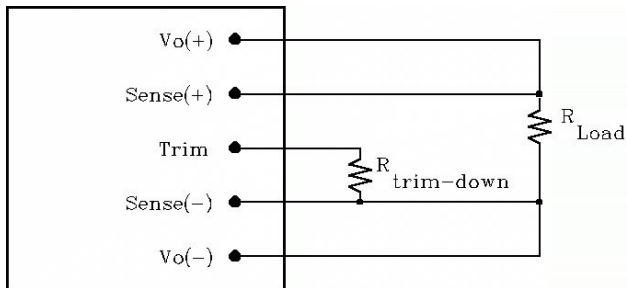 Vo(+)
Sense(+)
Trim
Sense(-)
Vo(-)
R
trim-down
R
Load